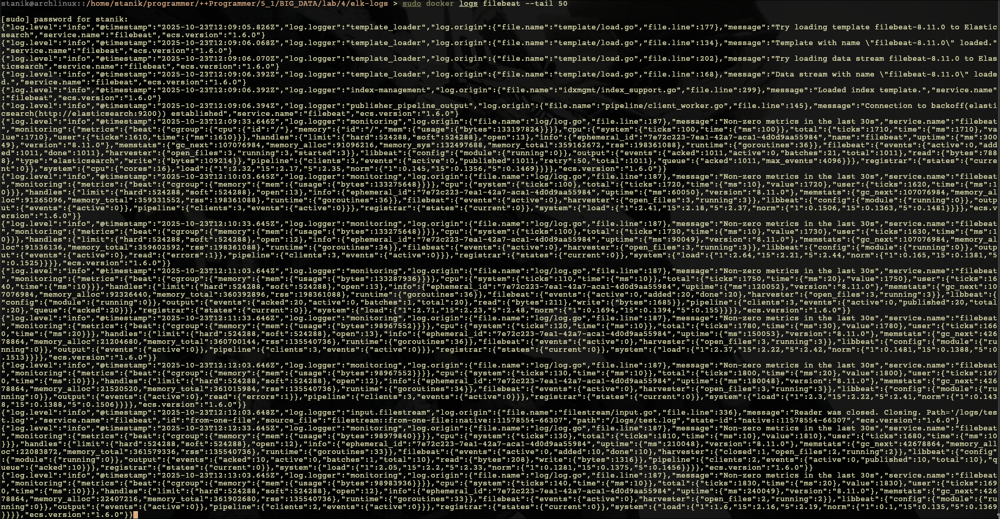 stanik@archlinux::/home/stanik/programmer/++Programmer/5_1/BIG_DATA/lab/4/elk-logs > sudo docker logs filebeat --tail 50
[sudo] password for stanik:
{"log.level":"info","@timestamp":"2025-10-23T12:09:05.826Z","log.logger":"template_loader","log.origin":{"file.name":"template/load.go","file.line":177},"message":"Try loading template filebeat-8.11.0 to Elastic
search","service.name":"filebeat","ecs.version":"1.6.0"}
{"log.level":"info","@timestamp":"2025-10-23T12:09:06.068Z","log.logger":"template_loader","log.origin":{"file.name":"template/load.go","file.line":134},"message":"Template with name \"filebeat-8.11.0\" loaded."
,"service.name":"filebeat","ecs.version":"1.6.0"}
{"log.level":"info","@timestamp":"2025-10-23T12:09:06.070Z","log.logger":"template_loader","log.origin":{"file.name":"template/load.go","file.line":202},"message":"Try loading data stream filebeat-8.11.0 to Elas
ticsearch","service.name":"filebeat","ecs.version":"1.6.0"}
{"log.level":"info","@timestamp":"2025-10-23T12:09:06.392Z","log.logger":"template_loader","log.origin":{"file.name":"template/load.go","file.line":168},"message":"Data stream with name \"filebeat-8.11.0\" loade
d.","service.name":"filebeat","ecs.version":"1.6.0"}
{"log.level":"info","@timestamp":"2025-10-23T12:09:06.392Z","log.logger":"index-management","log.origin":{"file.name":"idxmgmt/index_support.go","file.line":299},"message":"Loaded index template.","service.name"
:"filebeat","ecs.version":"1.6.0"}
{"log.level":"info","@timestamp":"2025-10-23T12:09:06.394Z","log.logger":"publisher_pipeline_output","log.origin":{"file.name":"pipeline/client_worker.go","file.line":145},"message":"Connection to backoff(elasti
csearch(http://elasticsearch:9200)) established","service.name":"filebeat","ecs.version":"1.6.0"}
{"log.level":"info","@timestamp":"2025-10-23T12:09:33.646Z","log.logger":"monitoring","log.origin":{"file.name":"log/log.go","file.line":187},"message":"Non-zero metrics in the last 30s","service.name":"filebeat
","monitoring":{"metrics":{"beat":{"cgroup":{"cpu":{"id":"/"},"memory":{"id":"/","mem":{"usage":{"bytes":133197824}}}},"cpu":{"system":{"ticks":100,"time":{"ms":100}},"total":{"ticks":1710,"time":{"ms":1710},"va
lue":1710},"user":{"ticks":1610,"time":{"ms":1610}}},"handles":{"limit":{"hard":524288,"soft":524288},"open":13},"info":{"ephemeral_id":"7e72c223-7ea1-42a7-aca1-4d0d9aa55984","name":"filebeat","uptime":{"ms":300
49},"version":"8.11.0"},"memstats":{"gc_next":107076984,"memory_alloc":91096216,"memory_sys":132497688,"memory_total":359162672,"rss":198361088},"runtime":{"goroutines":36}},"filebeat":{"events":{"active":0,"add
ed":1011,"done":1011},"harvester":{"open_files":3,"running":3,"started":3}},"libbeat":{"config":{"module":{"running":0}},"output":{"events":{"acked":1011,"active":0,"batches":21,"total":1011},"read":{"bytes":788
8},"type":"elasticsearch","write":{"bytes":109214}},"pipeline":{"clients":3,"events":{"active":0,"published":1011,"retry":50,"total":1011},"queue":{"acked":1011,"max_events":4096}}},"registrar":{"states":{"curre
nt":0}},"system":{"cpu":{"cores":16},"load":{"1":2.32,"15":2.17,"5":2.35,"norm":{"1":0.145,"15":0.1356,"5":0.1469}}}},"ecs.version":"1.6.0"}}
{"log.level":"info","@timestamp":"2025-10-23T12:10:03.645Z","log.logger":"monitoring","log.origin":{"file.name":"log/log.go","file.line":187},"message":"Non-zero metrics in the last 30s","service.name":"filebeat
","monitoring":{"metrics":{"beat":{"cgroup":{"memory":{"mem":{"usage":{"bytes":133275648}}}},"cpu":{"system":{"ticks":100},"total":{"ticks":1720,"time":{"ms":10},"value":1720},"user":{"ticks":1620,"time":{"ms":1
0}}},"handles":{"limit":{"hard":524288,"soft":524288},"open":13},"info":{"ephemeral_id":"7e72c223-7ea1-42a7-aca1-4d0d9aa55984","uptime":{"ms":60050},"version":"8.11.0"},"memstats":{"gc_next":107076984,"memory_al
loc":91265096,"memory_total":359331552,"rss":198361088},"runtime":{"goroutines":36}},"filebeat":{"events":{"active":0},"harvester":{"open_files":3,"running":3}},"libbeat":{"config":{"module":{"running":0}},"outp
ut":{"events":{"active":0}},"pipeline":{"clients":3,"events":{"active":0}}},"registrar":{"states":{"current":0}},"system":{"load":{"1":2.41,"15":2.18,"5":2.37,"norm":{"1":0.1506,"15":0.1363,"5":0.1481}}}},"ecs.v
ersion":"1.6.0"}}
{"log.level":"info","@timestamp":"2025-10-23T12:10:33.645Z","log.logger":"monitoring","log.origin":{"file.name":"log/log.go","file.line":187},"message":"Non-zero metrics in the last 30s","service.name":"filebeat
","monitoring":{"metrics":{"beat":{"cgroup":{"memory":{"mem":{"usage":{"bytes":133275648}}}},"cpu":{"system":{"ticks":100},"total":{"ticks":1730,"time":{"ms":10},"value":1730},"user":{"ticks":1630,"time":{"ms":1
0}}},"handles":{"limit":{"hard":524288,"soft":524288},"open":12},"info":{"ephemeral_id":"7e72c223-7ea1-42a7-aca1-4d0d9aa55984","uptime":{"ms":90049},"version":"8.11.0"},"memstats":{"gc_next":107076984,"memory_al
loc":91536136,"memory_total":359602592,"rss":198361088},"runtime":{"goroutines":34}},"filebeat":{"events":{"active":0},"harvester":{"open_files":3,"running":3}},"libbeat":{"config":{"module":{"running":0}},"outp
ut":{"events":{"active":0},"read":{"errors":1}},"pipeline":{"clients":3,"events":{"active":0}}},"registrar":{"states":{"current":0}},"system":{"load":{"1":2.64,"15":2.21,"5":2.44,"norm":{"1":0.165,"15":0.1381,"5
":0.1525}}}},"ecs.version":"1.6.0"}}
{"log.level":"info","@timestamp":"2025-10-23T12:11:03.644Z","log.logger":"monitoring","log.origin":{"file.name":"log/log.go","file.line":187},"message":"Non-zero metrics in the last 30s","service.name":"filebeat
","monitoring":{"metrics":{"beat":{"cgroup":{"memory":{"mem":{"usage":{"bytes":133287936}}}},"cpu":{"system":{"ticks":110,"time":{"ms":10}},"total":{"ticks":1750,"time":{"ms":20},"value":1750},"user":{"ticks":16
40,"time":{"ms":10}}},"handles":{"limit":{"hard":524288,"soft":524288},"open":13},"info":{"ephemeral_id":"7e72c223-7ea1-42a7-aca1-4d0d9aa55984","uptime":{"ms":120052},"version":"8.11.0"},"memstats":{"gc_next":10
7076984,"memory_alloc":92326440,"memory_total":360392896,"rss":198361088},"runtime":{"goroutines":36}},"filebeat":{"events":{"active":0,"added":20,"done":20},"harvester":{"open_files":3,"running":3}},"libbeat":{
"config":{"module":{"running":0}},"output":{"events":{"acked":20,"active":0,"batches":1,"total":20},"read":{"bytes":211},"write":{"bytes":1685}},"pipeline":{"clients":3,"events":{"active":0,"published":20,"total
":20},"queue":{"acked":20}}},"registrar":{"states":{"current":0}},"system":{"load":{"1":2.71,"15":2.23,"5":2.48,"norm":{"1":0.1694,"15":0.1394,"5":0.155}}}},"ecs.version":"1.6.0"}}
{"log.level":"info","@timestamp":"2025-10-23T12:11:33.646Z","log.logger":"monitoring","log.origin":{"file.name":"log/log.go","file.line":187},"message":"Non-zero metrics in the last 30s","service.name":"filebeat
","monitoring":{"metrics":{"beat":{"cgroup":{"memory":{"mem":{"usage":{"bytes":98967552}}}},"cpu":{"system":{"ticks":120,"time":{"ms":10}},"total":{"ticks":1780,"time":{"ms":30},"value":1780},"user":{"ticks":166
0,"time":{"ms":20}}},"handles":{"limit":{"hard":524288,"soft":524288},"open":13},"info":{"ephemeral_id":"7e72c223-7ea1-42a7-aca1-4d0d9aa55984","uptime":{"ms":150053},"version":"8.11.0"},"memstats":{"gc_next":426
78864,"memory_alloc":21204680,"memory_total":360700144,"rss":135540736},"runtime":{"goroutines":36}},"filebeat":{"events":{"active":0},"harvester":{"open_files":3,"running":3}},"libbeat":{"config":{"module":{"ru
nning":0}},"output":{"events":{"active":0}},"pipeline":{"clients":3,"events":{"active":0}}},"registrar":{"states":{"current":0}},"system":{"load":{"1":2.37,"15":2.22,"5":2.42,"norm":{"1":0.1481,"15":0.1388,"5":0
.1513}}}},"ecs.version":"1.6.0"}}
{"log.level":"info","@timestamp":"2025-10-23T12:12:03.646Z","log.logger":"monitoring","log.origin":{"file.name":"log/log.go","file.line":187},"message":"Non-zero metrics in the last 30s","service.name":"filebeat
","monitoring":{"metrics":{"beat":{"cgroup":{"memory":{"mem":{"usage":{"bytes":98967552}}}},"cpu":{"system":{"ticks":130,"time":{"ms":10}},"total":{"ticks":1800,"time":{"ms":20},"value":1800},"user":{"ticks":167
0,"time":{"ms":10}}},"handles":{"limit":{"hard":524288,"soft":524288},"open":12},"info":{"ephemeral_id":"7e72c223-7ea1-42a7-aca1-4d0d9aa55984","uptime":{"ms":180048},"version":"8.11.0"},"memstats":{"gc_next":426
78864,"memory_alloc":21520520,"memory_total":361015984,"rss":135540736},"runtime":{"goroutines":34}},"filebeat":{"events":{"active":0},"harvester":{"open_files":3,"running":3}},"libbeat":{"config":{"module":{"ru
nning":0}},"output":{"events":{"active":0},"read":{"errors":1}},"pipeline":{"clients":3,"events":{"active":0}}},"registrar":{"states":{"current":0}},"system":{"load":{"1":2.3,"15":2.22,"5":2.41,"norm":{"1":0.143
8,"15":0.1388,"5":0.1506}}}},"ecs.version":"1.6.0"}}
{"log.level":"info","@timestamp":"2025-10-23T12:12:03.648Z","log.logger":"input.filestream","log.origin":{"file.name":"filestream/input.go","file.line":336},"message":"Reader was closed. Closing. Path='/logs/tes
t.log'","service.name":"filebeat","id":"from-one-file","source_file":"filestream::from-one-file::native::11578554-66307","path":"/logs/test.log","state-id":"native::11578554-66307","ecs.version":"1.6.0"}
{"log.level":"info","@timestamp":"2025-10-23T12:12:33.645Z","log.logger":"monitoring","log.origin":{"file.name":"log/log.go","file.line":187},"message":"Non-zero metrics in the last 30s","service.name":"filebeat
","monitoring":{"metrics":{"beat":{"cgroup":{"memory":{"mem":{"usage":{"bytes":98979840}}}},"cpu":{"system":{"ticks":130},"total":{"ticks":1810,"time":{"ms":10},"value":1810},"user":{"ticks":1680,"time":{"ms":10
}}},"handles":{"limit":{"hard":524288,"soft":524288},"open":12},"info":{"ephemeral_id":"7e72c223-7ea1-42a7-aca1-4d0d9aa55984","uptime":{"ms":210048},"version":"8.11.0"},"memstats":{"gc_next":42678864,"memory_all
oc":22083872,"memory_total":361579336,"rss":135540736},"runtime":{"goroutines":33}},"filebeat":{"events":{"active":0,"added":10,"done":10},"harvester":{"closed":1,"open_files":2,"running":2}},"libbeat":{"config"
:{"module":{"running":0}},"output":{"events":{"acked":10,"active":0,"batches":1,"total":10},"read":{"bytes":208},"write":{"bytes":1316}},"pipeline":{"clients":2,"events":{"active":0,"published":10,"total":10},"q
ueue":{"acked":10}}},"registrar":{"states":{"current":0}},"system":{"load":{"1":2.05,"15":2.2,"5":2.33,"norm":{"1":0.1281,"15":0.1375,"5":0.1456}}}},"ecs.version":"1.6.0"}}
{"log.level":"info","@timestamp":"2025-10-23T12:13:03.645Z","log.logger":"monitoring","log.origin":{"file.name":"log/log.go","file.line":187},"message":"Non-zero metrics in the last 30s","service.name":"filebeat
","monitoring":{"metrics":{"beat":{"cgroup":{"memory":{"mem":{"usage":{"bytes":98983936}}}},"cpu":{"system":{"ticks":140,"time":{"ms":10}},"total":{"ticks":1830,"time":{"ms":20},"value":1830},"user":{"ticks":169
0,"time":{"ms":10}}},"handles":{"limit":{"hard":524288,"soft":524288},"open":12},"info":{"ephemeral_id":"7e72c223-7ea1-42a7-aca1-4d0d9aa55984","uptime":{"ms":240049},"version":"8.11.0"},"memstats":{"gc_next":426
78864,"memory_alloc":22407216,"memory_total":361902680,"rss":135540736},"runtime":{"goroutines":33}},"filebeat":{"events":{"active":0},"harvester":{"open_files":2,"running":2}},"libbeat":{"config":{"module":{"ru
nning":0}},"output":{"events":{"active":0}},"pipeline":{"clients":2,"events":{"active":0}}},"registrar":{"states":{"current":0}},"system":{"load":{"1":1.6,"15":2.16,"5":2.19,"norm":{"1":0.1,"15":0.135,"5":0.1369
}}}},"ecs.version":"1.6.0"}}